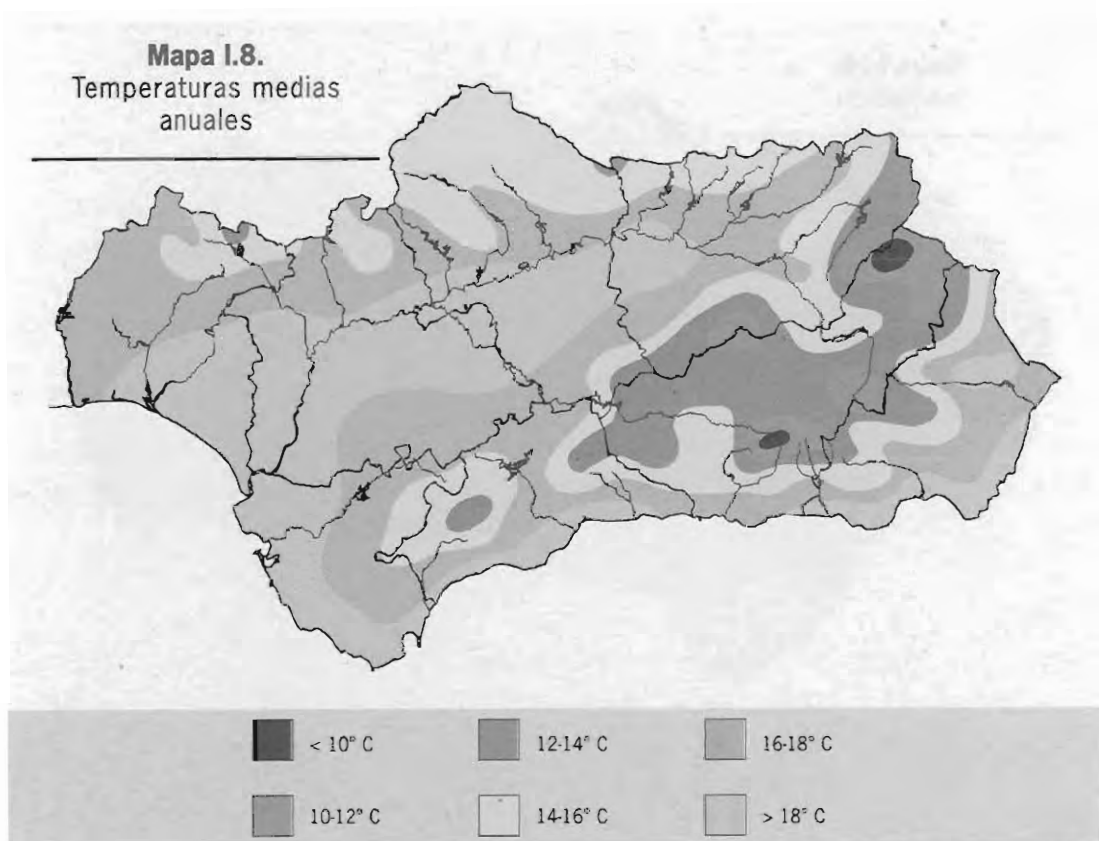 Mapa I.8.
Temperaturas medias
anuales
< 10° C
12-14° C
16-18° C
10-12° C
14-16° C
> 18° C